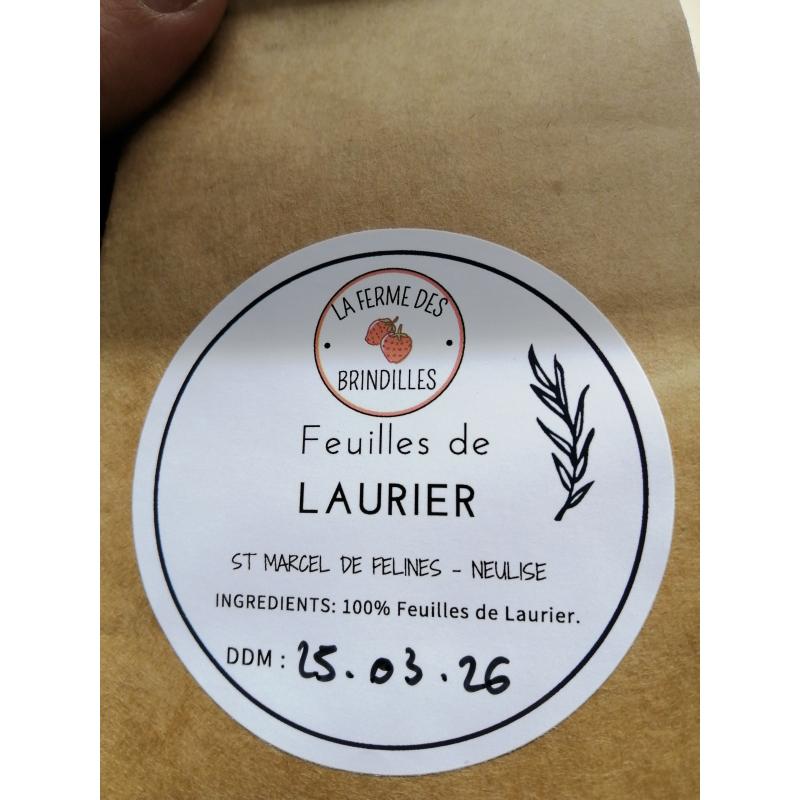 LA FERME DES
BRINDILLES
Feuilles de
LAURIER
ST MARCEL DE FELINES - NEULISE
INGREDIENTS: 100% Feuilles de Laurier.
DDM : 25.03.26